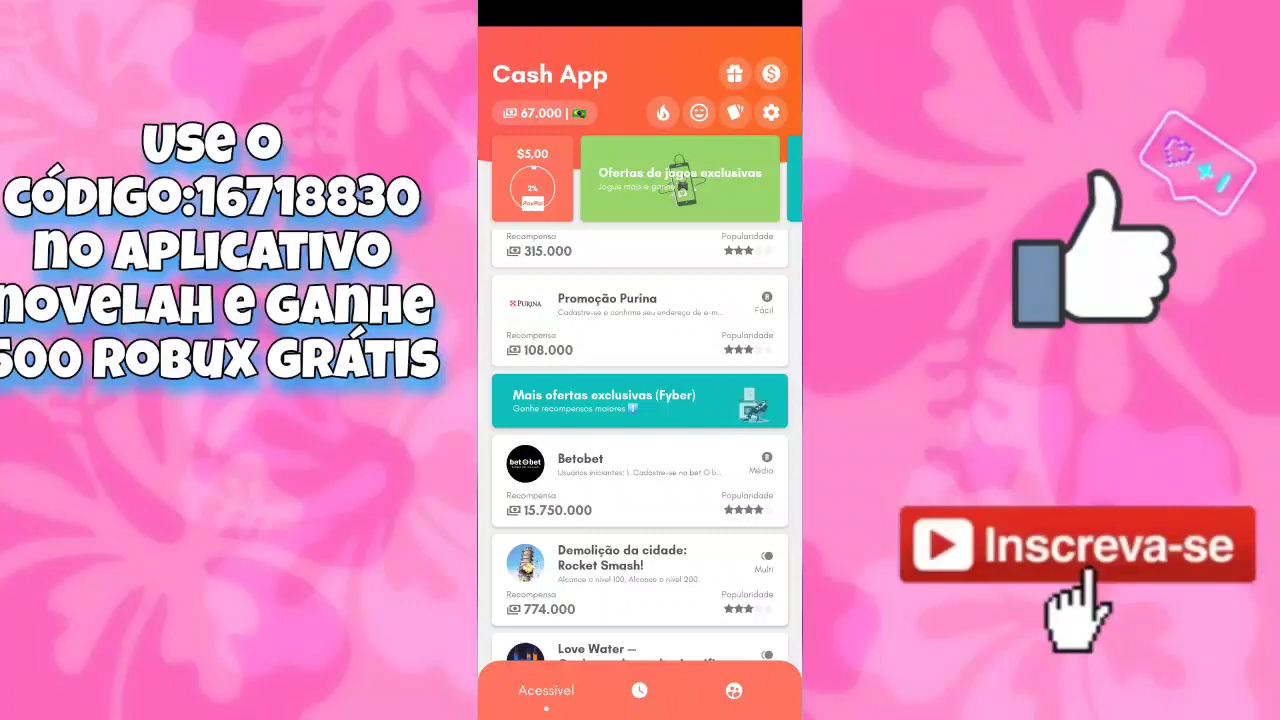 USE O
CÓDIGO:16718830
NO APLICATIVO
NOVELAH E GANHE
500 ROBUX GRÁTIS
Cash App
67.000 |
$5,00
2%
PayPal
Ofertas de jogos exclusivas
Jogue mais e ganhe
Recompensa
315.000
Popularidade
PURINA
Promoção Purina
Cadastre-se e confirme seu endereço de e-m...
Fácil
Recompensa
108.000
Popularidade
Mais ofertas exclusivas (Fyber)
Ganhe recompensas maiores
bet O bet
Betobet
Usuários iniciantes: 1. Cadastre-se na bet O b...
Médio
Recompensa
15.750.000
Popularidade
Demolição da cidade:
Rocket Smash!
Alcance o nível 100. Alcance o nível 200.
Multi
Recompensa
774.000
Popularidade
Love Water —
Acessível
Inscreva-se